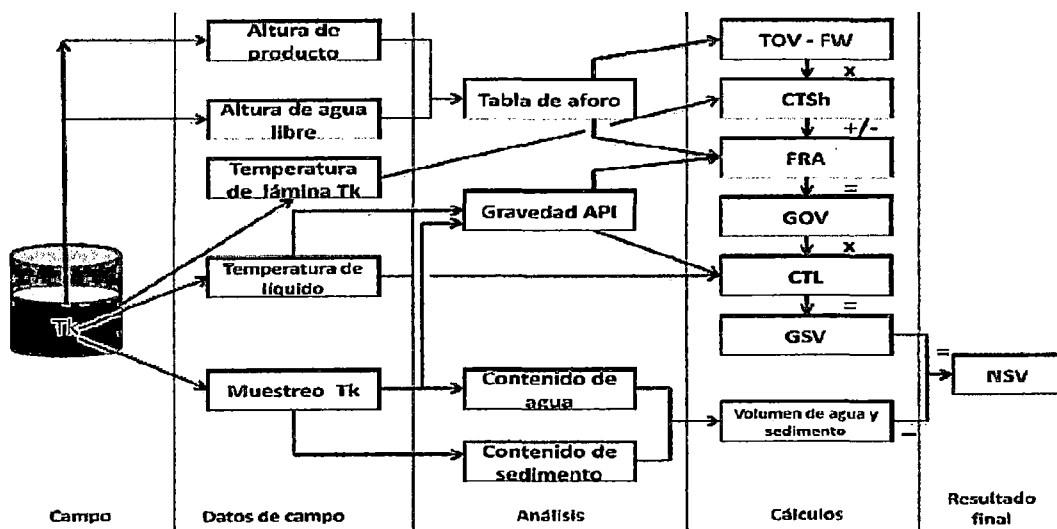 Altura de
producto
Altura de agua
libre
Temperatura
de lámina Tk
Temperatura de
líquido
Muestreo Tk
Tk
Tabla de aforo
Gravedad API
Contenido de
agua
Contenido de
sedimento
TOV - FW
x
CTSh
+/-
FRA
=
GOV
x
CTL
=
GSV
Volumen de agua y
sedimento
=
−
NSV
Campo
Datos de campo
Análisis
Cálculos
Resultado
final